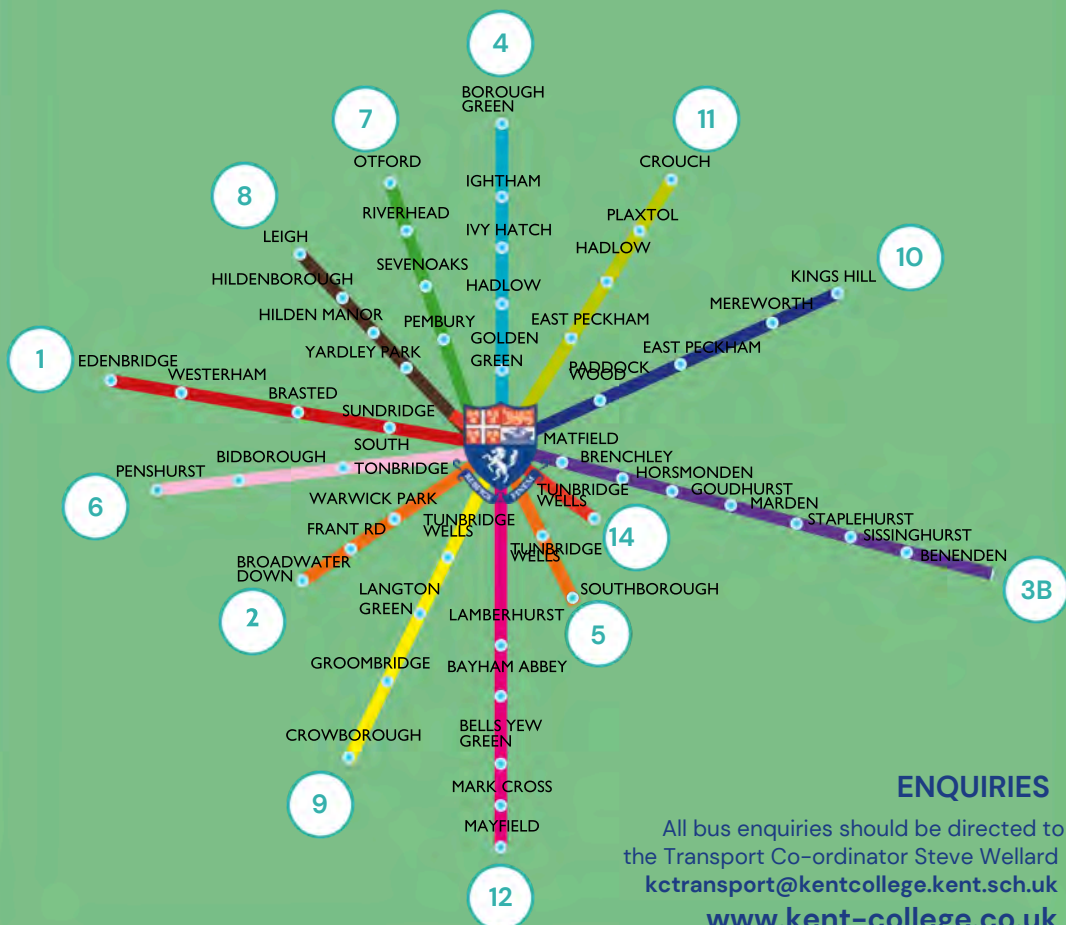 4
BOROUGH
GREEN
7
11
OTFORD
CROUCH
8
IGHTHAM
RIVERHEAD
PLAXTOL
LEIGH
IVY HATCH
HADLOW
10
SEVENOAKS
KINGS HILL
HILDENBOROUGH
HADLOW
MEREWORTH
HILDEN MANOR
PEMBURY
EAST PECKHAM
GOLDEN
GREEN
1
EDENBRIDGE
YARDLEY PARK
EAST PECKHAM
PADDOCK
WOOD
WESTERHAM
BRASTED
SUNDRIDGE
SOUTH
TONBRIDGE
MATFIELD
BIDBOROUGH
PENSHURST
BRENCHLEY
HORSMONDEN
6
GOUDHURST
WARWICK PARK
TUNBRIDGE
WELLS
MARDEN
FRANT RD
TUNBRIDGE
WELLS
STAPLEHURST
14
SISSINGHURST
BROADWATER
DOWN
TUNBRIDGE
WELLS
BENENDEN
3B
2
LANGTON
GREEN
SOUTHBOROUGH
LAMBERHURST
5
GROOMBRIDGE
BAYHAM ABBEY
CROWBOROUGH
BELLS YEW
GREEN
9
MARK CROSS
MAYFIELD
12
ENQUIRIES
All bus enquiries should be directed to
the Transport Co-ordinator Steve Wellard
kctransport@kentcollege.kent.sch.uk
www.kent-college.co.uk